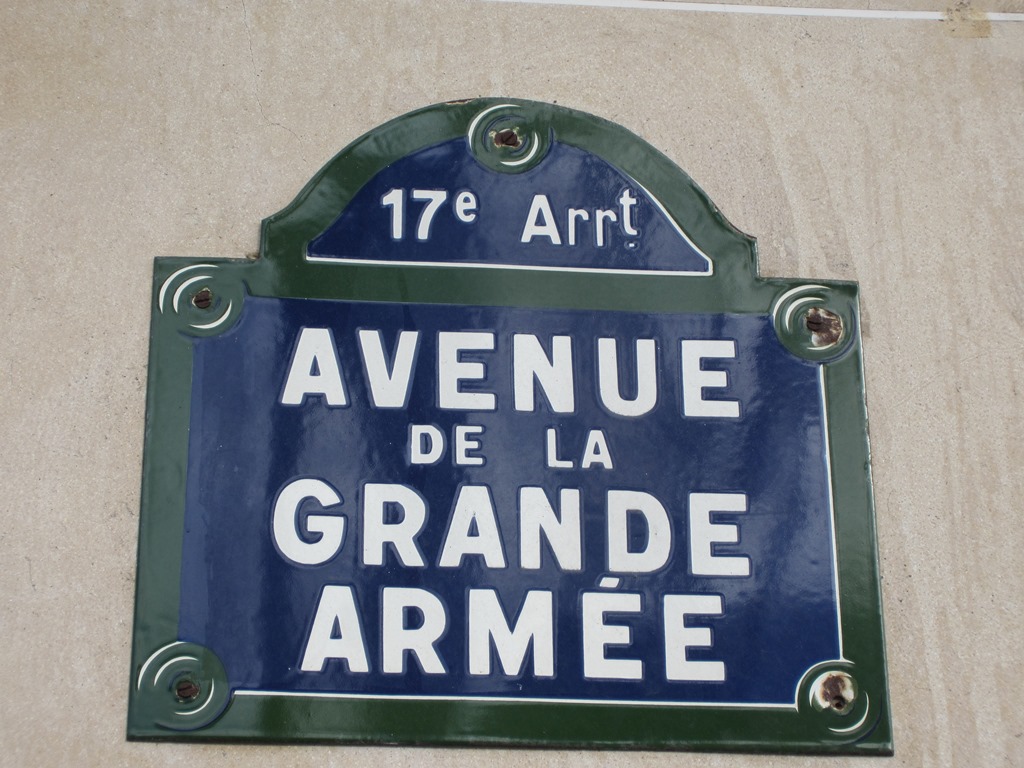 17e Arrt.
AVENUE
DE LA
GRANDE
ARMÉE